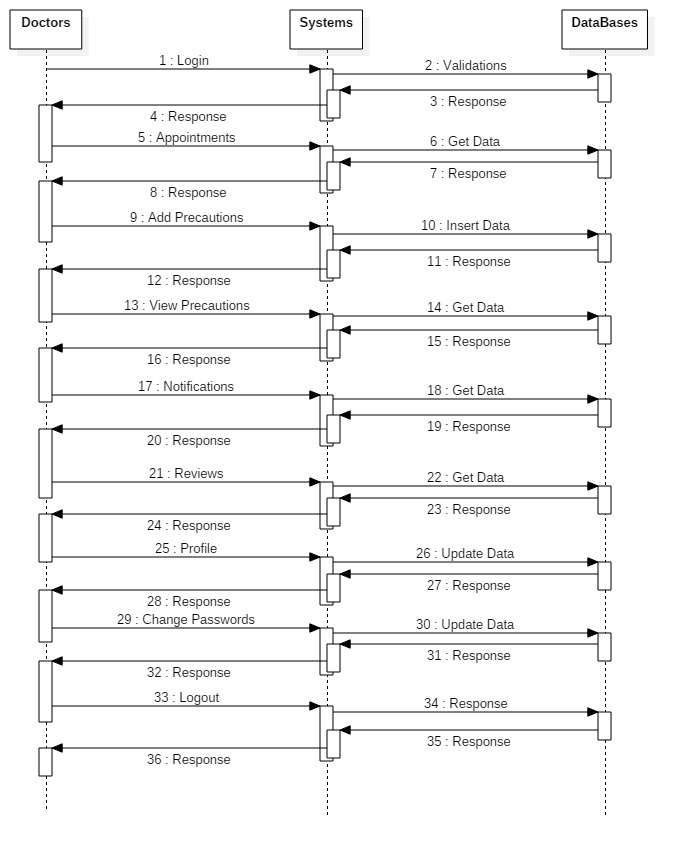 Doctors
Systems
DataBases
1 : Login
2 : Validations
3 : Response
4 : Response
5 : Appointments
6 : Get Data
7 : Response
8 : Response
9 : Add Precautions
10 : Insert Data
11 : Response
12 : Response
13 : View Precautions
14 : Get Data
15 : Response
16 : Response
17 : Notifications
18 : Get Data
19 : Response
20 : Response
21 : Reviews
22 : Get Data
23 : Response
24 : Response
25 : Profile
26 : Update Data
27 : Response
28 : Response
29 : Change Passwords
30 : Update Data
31 : Response
32 : Response
33 : Logout
34 : Response
35 : Response
36 : Response